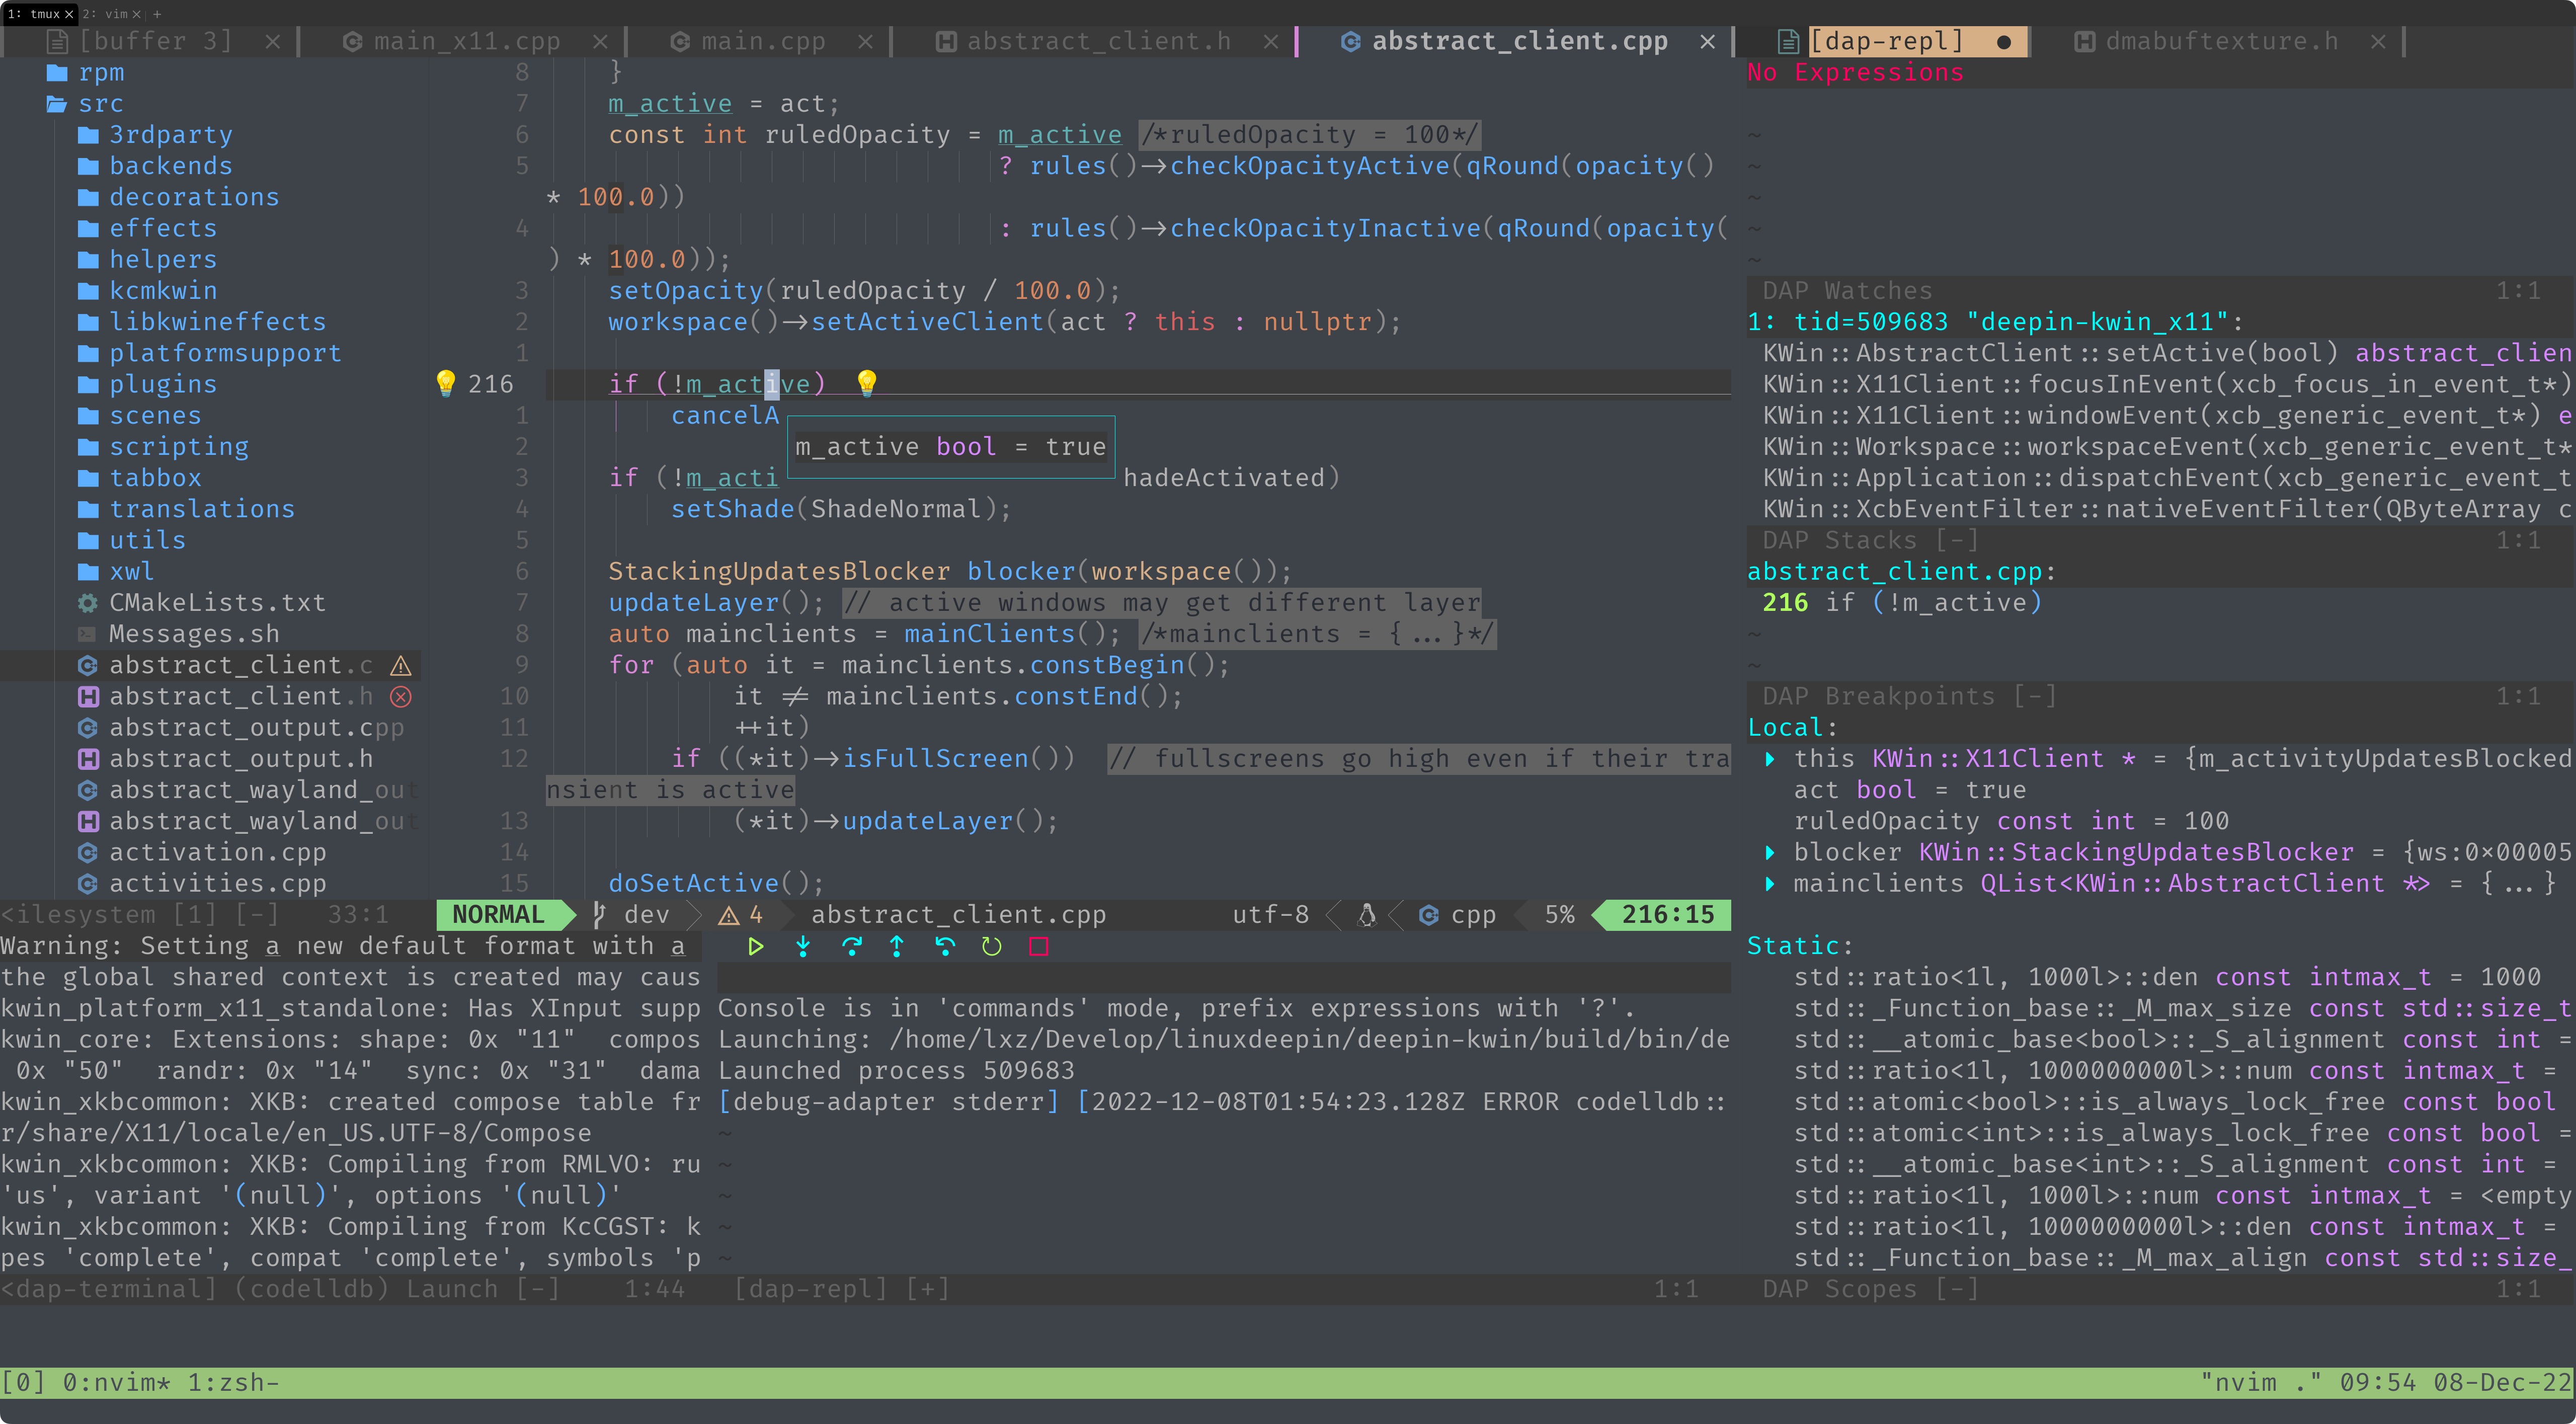 1: tmux × 2: vim × +
[buffer 3] × main_x11.cpp × main.cpp × abstract_client.h × abstract_client.cpp × [dap-repl] ● dmabuftexture.h ×
rpm
src
3rdparty
backends
decorations
effects
helpers
kcmkwin
libkwineffects
platformsupport
plugins
scenes
scripting
tabbox
translations
utils
xwl
CMakeLists.txt
Messages.sh
abstract_client.c
abstract_client.h
abstract_output.cpp
abstract_output.h
abstract_wayland_out
abstract_wayland_out
activation.cpp
activities.cpp
<ilesystem [1] [-] 33:1
8 }
7 m_active = act;
6 const int ruledOpacity = m_active /*ruledOpacity = 100*/
5 ? rules()->checkOpacityActive(qRound(opacity()
* 100.0))
4 : rules()->checkOpacityInactive(qRound(opacity(
) * 100.0));
3 setOpacity(ruledOpacity / 100.0);
2 workspace()->setActiveClient(act ? this : nullptr);
1
216 if (!m_active)
1 cancelA
2 m_active bool = true
3 if (!m_acti hadeActivated)
4 setShade(ShadeNormal);
5
6 StackingUpdatesBlocker blocker(workspace());
7 updateLayer(); // active windows may get different layer
8 auto mainclients = mainClients(); /*mainclients = {...}*/
9 for (auto it = mainclients.constBegin();
10 it != mainclients.constEnd();
11 ++it)
12 if ((*it)->isFullScreen()) // fullscreens go high even if their tra
nsient is active
13 (*it)->updateLayer();
14
15 doSetActive();
NORMAL dev 4 abstract_client.cpp utf-8 cpp 5% 216:15
No Expressions
~
~
~
~
~
DAP Watches 1:1
1: tid=509683 "deepin-kwin_x11":
KWin::AbstractClient::setActive(bool) abstract_clien
KWin::X11Client::focusInEvent(xcb_focus_in_event_t*)
KWin::X11Client::windowEvent(xcb_generic_event_t*) e
KWin::Workspace::workspaceEvent(xcb_generic_event_t*
KWin::Application::dispatchEvent(xcb_generic_event_t
KWin::XcbEventFilter::nativeEventFilter(QByteArray c
DAP Stacks [-] 1:1
abstract_client.cpp:
216 if (!m_active)
~
~
DAP Breakpoints [-] 1:1
Local:
this KWin::X11Client * = {m_activityUpdatesBlocked
act bool = true
ruledOpacity const int = 100
blocker KWin::StackingUpdatesBlocker = {ws:0x00005
mainclients QList<KWin::AbstractClient *> = {...}
Static:
std::ratio<1l, 1000l>::den const intmax_t = 1000
std::_Function_base::_M_max_size const std::size_t
std::__atomic_base<bool>::_S_alignment const int =
std::ratio<1l, 1000000000l>::num const intmax_t =
std::atomic<bool>::is_always_lock_free const bool
std::atomic<int>::is_always_lock_free const bool =
std::__atomic_base<int>::_S_alignment const int =
std::ratio<1l, 1000l>::num const intmax_t = <empty
std::ratio<1l, 1000000000l>::den const intmax_t =
std::_Function_base::_M_max_align const std::size_
DAP Scopes [-] 1:1
Warning: Setting a new default format with a
the global shared context is created may caus
kwin_platform_x11_standalone: Has XInput supp
kwin_core: Extensions: shape: 0x "11" compos
0x "50" randr: 0x "14" sync: 0x "31" dama
kwin_xkbcommon: XKB: created compose table fr
r/share/X11/locale/en_US.UTF-8/Compose
kwin_xkbcommon: XKB: Compiling from RMLVO: ru
'us', variant '(null)', options '(null)'
kwin_xkbcommon: XKB: Compiling from KcCGST: k
pes 'complete', compat 'complete', symbols 'p
<dap-terminal] (codelldb) Launch [-] 1:44
Console is in 'commands' mode, prefix expressions with '?'.
Launching: /home/lxz/Develop/linuxdeepin/deepin-kwin/build/bin/de
Launched process 509683
[debug-adapter stderr] [2022-12-08T01:54:23.128Z ERROR codelldb::
~
~
~
~
~
[dap-repl] [+] 1:1
[0] 0:nvim* 1:zsh- "nvim ." 09:54 08-Dec-22